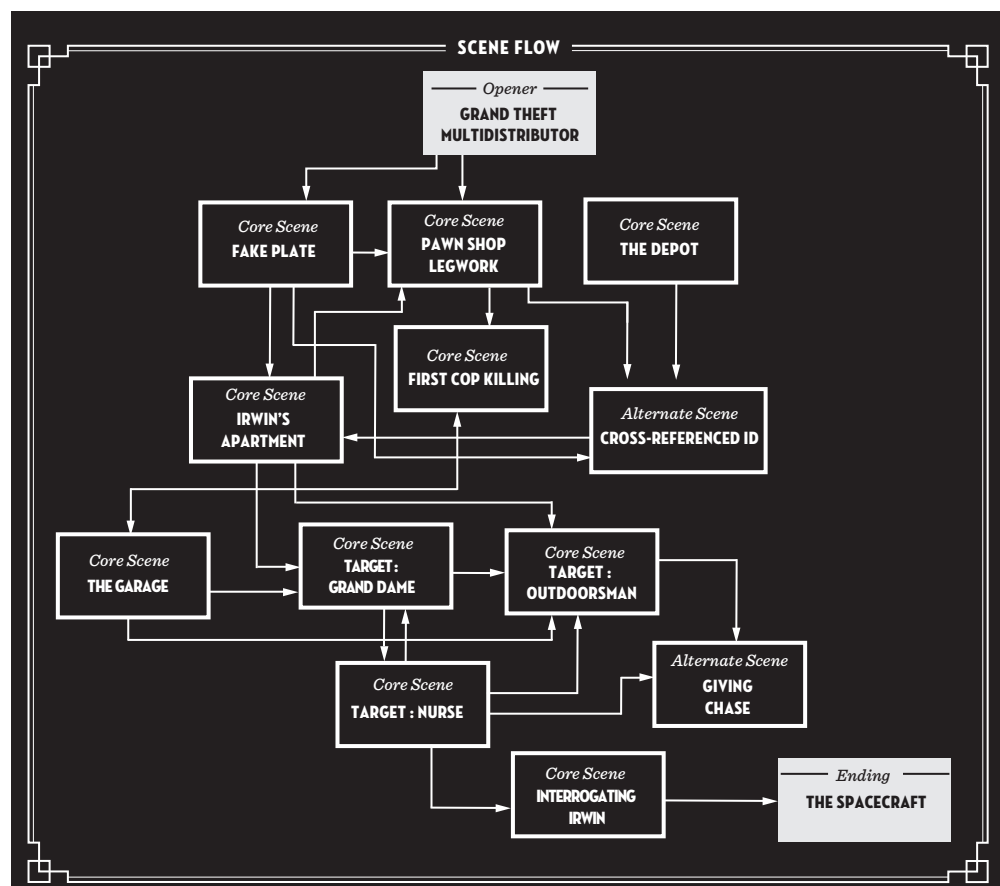 SCENE FLOW
Opener
GRAND THEFT
MULTIDISTRIBUTOR
Core Scene
FAKE PLATE
Core Scene
PAWN SHOP
LEGWORK
Core Scene
THE DEPOT
Core Scene
FIRST COP KILLING
Core Scene
IRWIN'S
APARTMENT
Alternate Scene
CROSS-REFERENCED ID
Core Scene
THE GARAGE
Core Scene
TARGET :
GRAND DAME
Core Scene
TARGET :
OUTDOORSMAN
Core Scene
TARGET : NURSE
Alternate Scene
GIVING
CHASE
Core Scene
INTERROGATING
IRWIN
Ending
THE SPACECRAFT